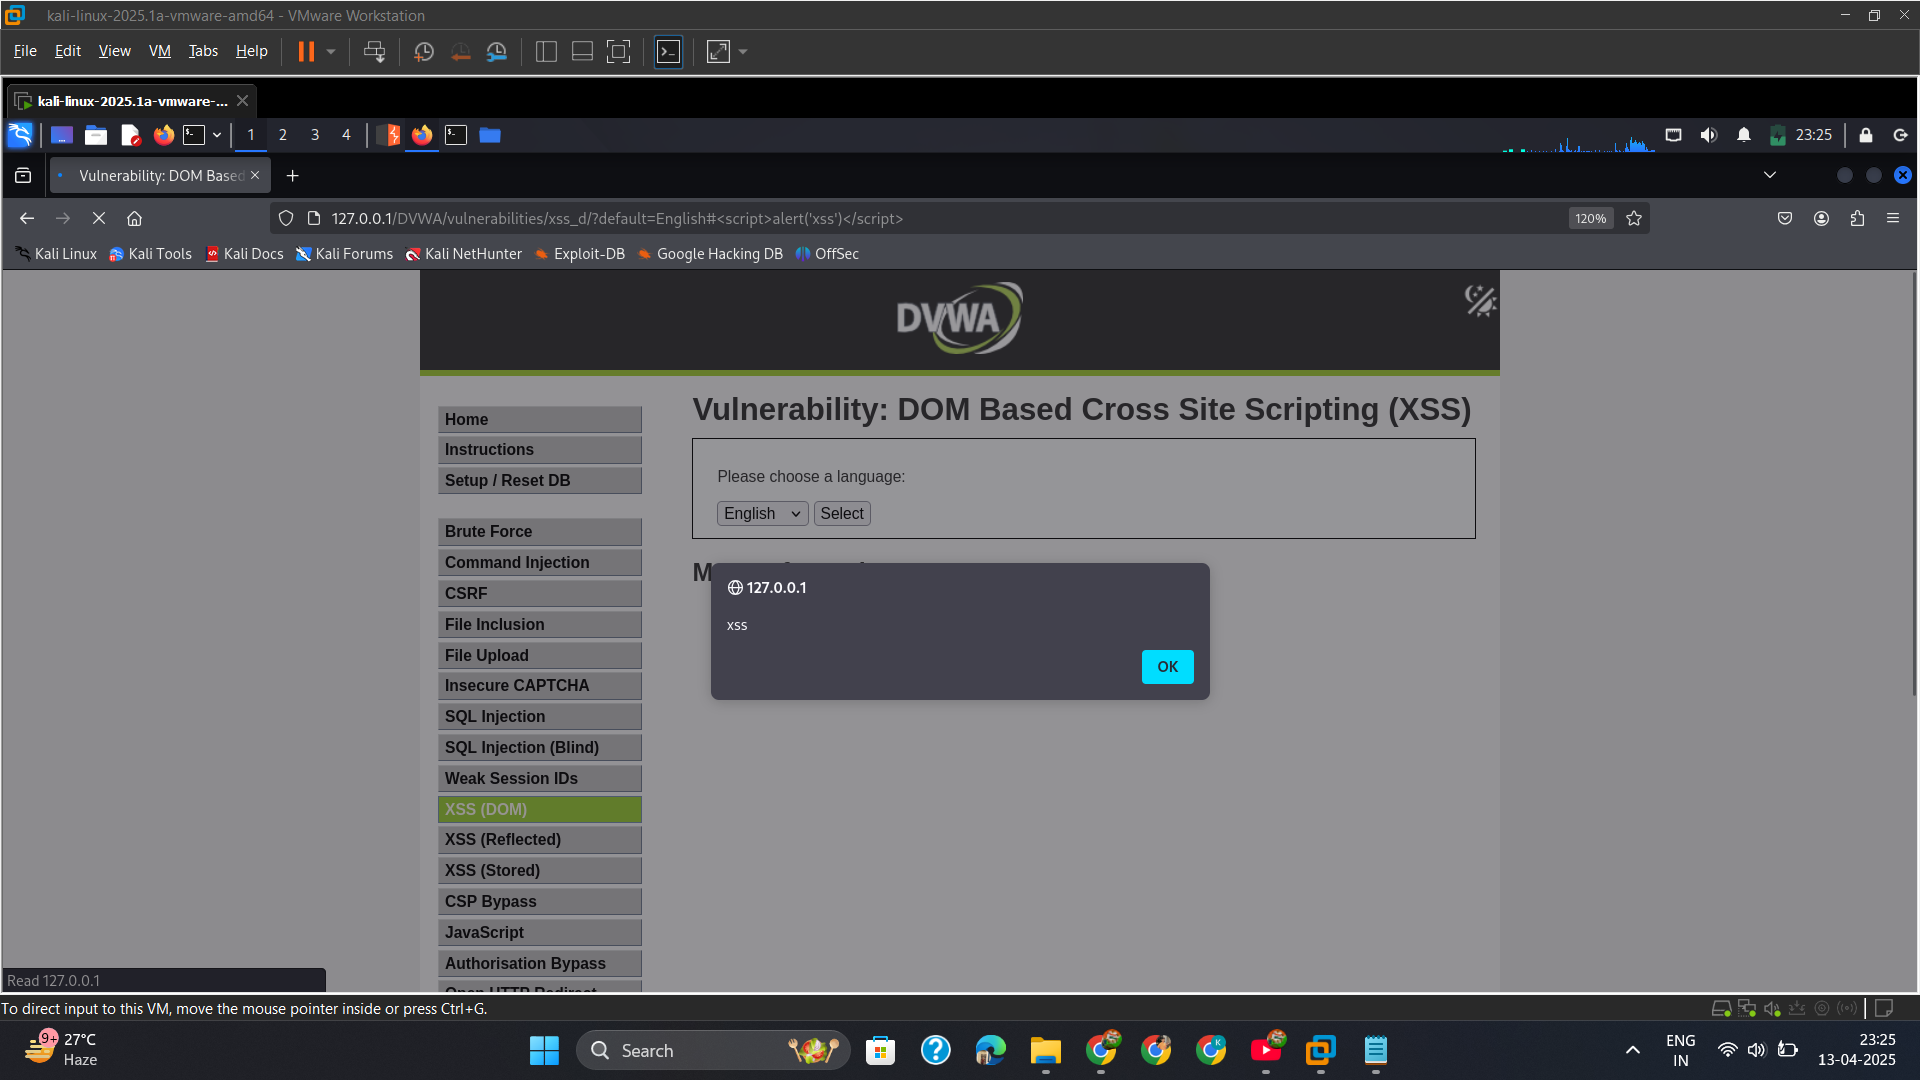 kali-linux-2025.1a-vmware-amd64 - VMware Workstation
File Edit View VM Tabs Help
kali-linux-2025.1a-vmware-...
1 2 3 4 23:25
Vulnerability: DOM Based
127.0.0.1/DVWA/vulnerabilities/xss_d/?default=English#<script>alert('xss')</script> 120%
Kali Linux Kali Tools Kali Docs Kali Forums Kali NetHunter Exploit-DB Google Hacking DB OffSec
DVWA
Vulnerability: DOM Based Cross Site Scripting (XSS)
Please choose a language:
English Select
127.0.0.1
xss
OK
Home
Instructions
Setup / Reset DB
Brute Force
Command Injection
CSRF
File Inclusion
File Upload
Insecure CAPTCHA
SQL Injection
SQL Injection (Blind)
Weak Session IDs
XSS (DOM)
XSS (Reflected)
XSS (Stored)
CSP Bypass
JavaScript
Authorisation Bypass
Open HTTP Redirect
Read 127.0.0.1
To direct input to this VM, move the mouse pointer inside or press Ctrl+G.
9+ 27°C
Haze
Search
ENG
IN
23:25
13-04-2025